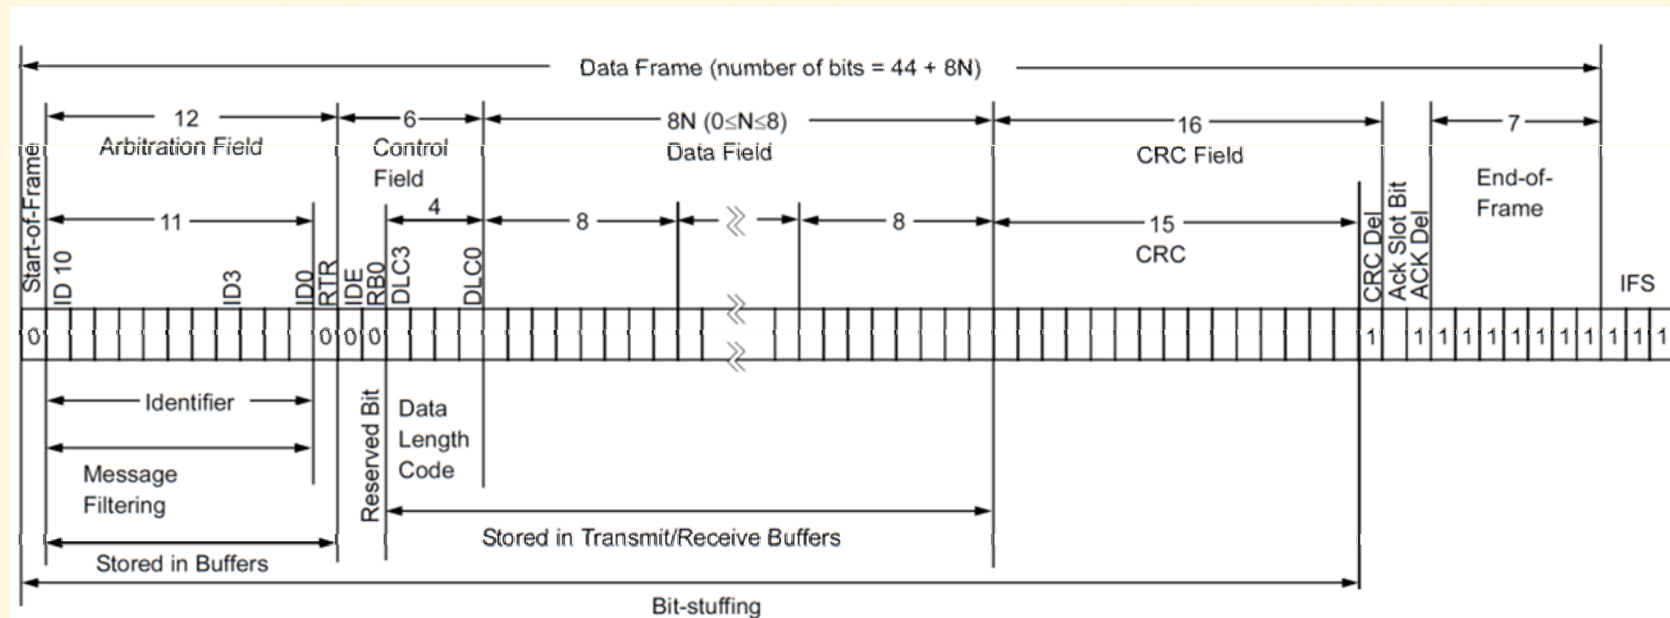 Data Frame (number of bits = 44 + 8N)
12
Arbitration Field
6
Control
Field
8N (0≤N≤8)
Data Field
16
CRC Field
7
End-of-
Frame
Start-of-Frame
11
4
8
8
15
CRC
ID 10
ID3
ID0
RTR
IDE
RB0
DLC3
DLC0
CRC Del
Ack Slot Bit
ACK Del
IFS
0 0 0 0 1 1 1 1 1 1 1 1 1 1 1 1
Identifier
Message
Filtering
Stored in Buffers
Reserved Bit
Data
Length
Code
Stored in Transmit/Receive Buffers
Bit-stuffing